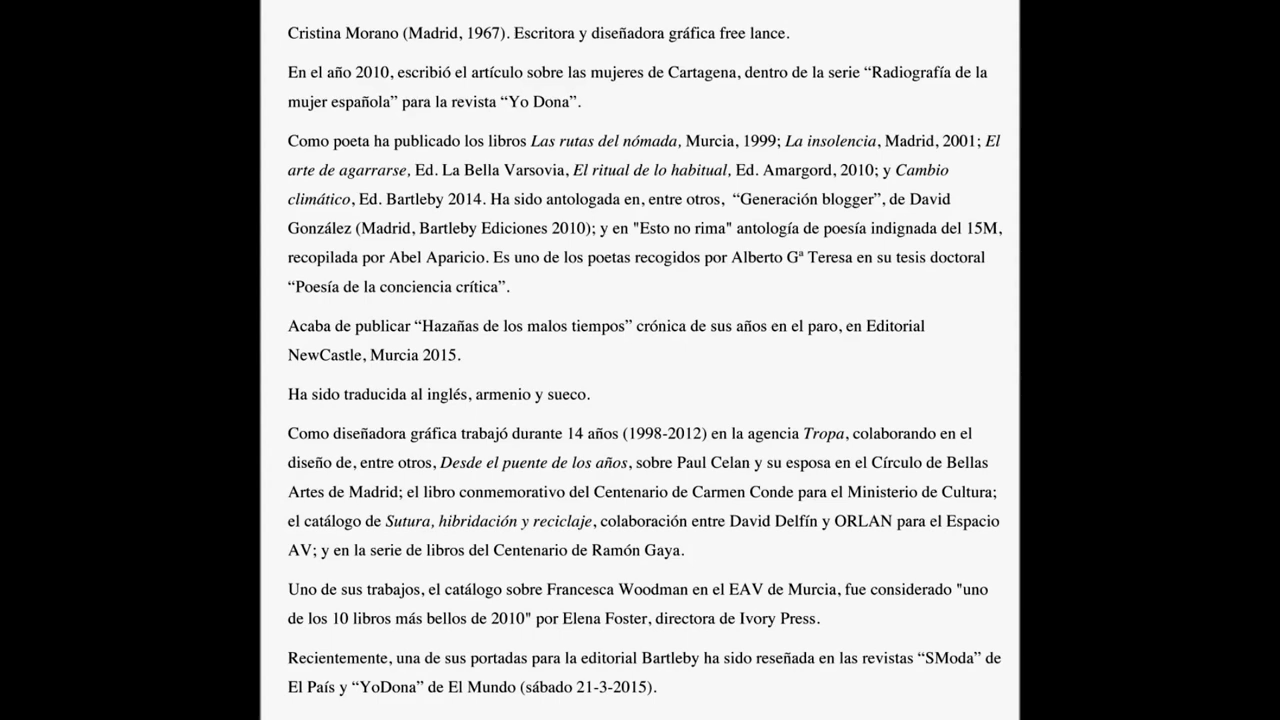 Cristina Morano (Madrid, 1967). Escritora y diseñadora gráfica free lance.
En el año 2010, escribió el artículo sobre las mujeres de Cartagena, dentro de la serie “Radiografía de la
mujer española” para la revista “Yo Dona”.
Como poeta ha publicado los libros Las rutas del nómada, Murcia, 1999; La insolencia, Madrid, 2001; El
arte de agarrarse, Ed. La Bella Varsovia, El ritual de lo habitual, Ed. Amargord, 2010; y Cambio
climático, Ed. Bartleby 2014. Ha sido antologada en, entre otros, “Generación blogger”, de David
González (Madrid, Bartleby Ediciones 2010); y en "Esto no rima" antología de poesía indignada del 15M,
recopilada por Abel Aparicio. Es uno de los poetas recogidos por Alberto Gª Teresa en su tesis doctoral
“Poesía de la conciencia crítica”.
Acaba de publicar “Hazañas de los malos tiempos” crónica de sus años en el paro, en Editorial
NewCastle, Murcia 2015.
Ha sido traducida al inglés, armenio y sueco.
Como diseñadora gráfica trabajó durante 14 años (1998-2012) en la agencia Tropa, colaborando en el
diseño de, entre otros, Desde el puente de los años, sobre Paul Celan y su esposa en el Círculo de Bellas
Artes de Madrid; el libro conmemorativo del Centenario de Carmen Conde para el Ministerio de Cultura;
el catálogo de Sutura, hibridación y reciclaje, colaboración entre David Delfín y ORLAN para el Espacio
AV; y en la serie de libros del Centenario de Ramón Gaya.
Uno de sus trabajos, el catálogo sobre Francesca Woodman en el EAV de Murcia, fue considerado "uno
de los 10 libros más bellos de 2010" por Elena Foster, directora de Ivory Press.
Recientemente, una de sus portadas para la editorial Bartleby ha sido reseñada en las revistas “SModa” de
El País y “YoDona” de El Mundo (sábado 21-3-2015).